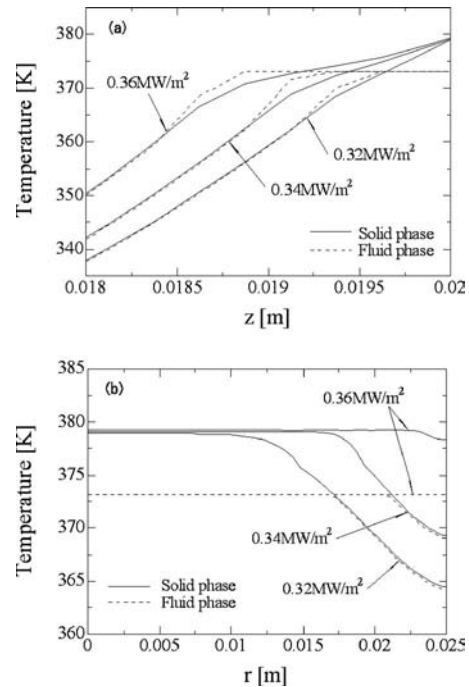 (a)
Temperature [K]
380
370
360
350
340
0.36MW/m²
0.32MW/m²
0.34MW/m²
Solid phase
Fluid phase
0.018 0.0185 0.019 0.0195 0.02
z [m]
(b)
Temperature [K]
385
380
375
370
365
360
0.36MW/m²
0.34MW/m²
0.32MW/m²
Solid phase
Fluid phase
0 0.005 0.01 0.015 0.02 0.025
r [m]